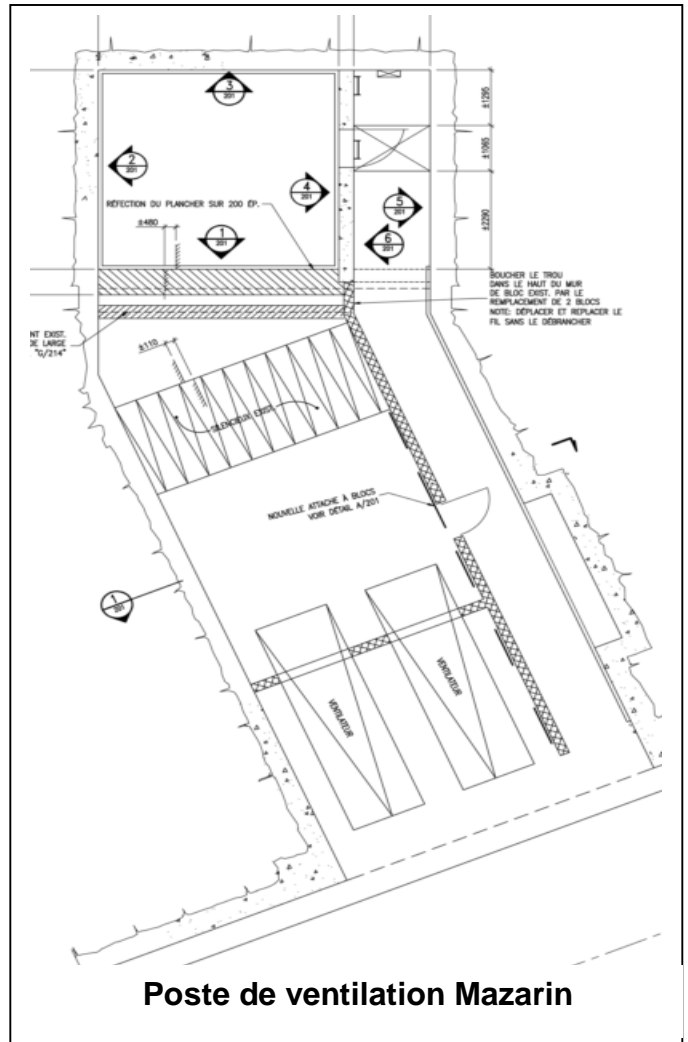 3
201
±1295
2
201
4
201
±1065
5
201
RÉFECTION DU PLANCHER SUR 200 ÉP.
±480
1
201
6
201
±2290
BOUCHER LE TROU
DANS LE HAUT DU MUR
DE BLOC EXIST. PAR LE
REMPLACEMENT DE 2 BLOCS
NOTE: DÉPLACER ET REPLACER LE
FIL SANS LE DÉBRANCHER
NT EXIST.
DE LARGE
"G/214"
±110
SILENCIEUX EXIST.
NOUVELLE ATTACHE À BLOCS
VOIR DÉTAIL A/201
1
201
VENTILATEUR
VENTILATEUR
Poste de ventilation Mazarin